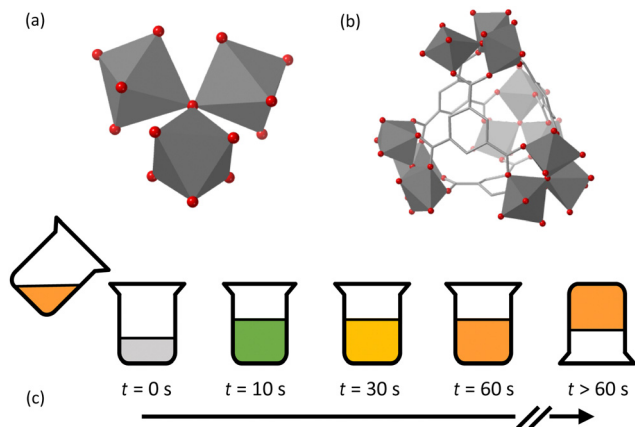 (a)
(b)
t = 0 s
t = 10 s
t = 30 s
t = 60 s
t > 60 s
(c)